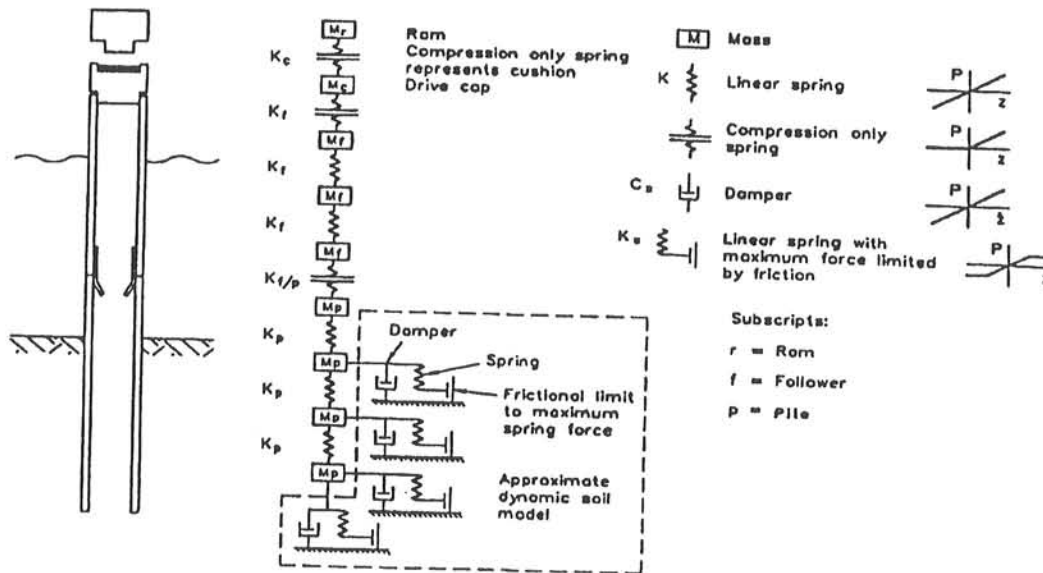 Mr
Ram
Kc
Compression only spring
represents cushion
Mc
Drive cap
Kf
Mf
Kf
Mf
Kf
Mf
Kf/p
Mp
Kp
Mp
Kp
Mp
Kp
Mp
Damper
Spring
Frictional limit
to maximum
spring force
Approximate
dynamic soil
model
M Mass
K Linear spring
P
z
Compression only
spring
P
z
Cs Damper
P
ż
Ks Linear spring with
maximum force limited
by friction
P
Subscripts:
r = Ram
f = Follower
p = Pile